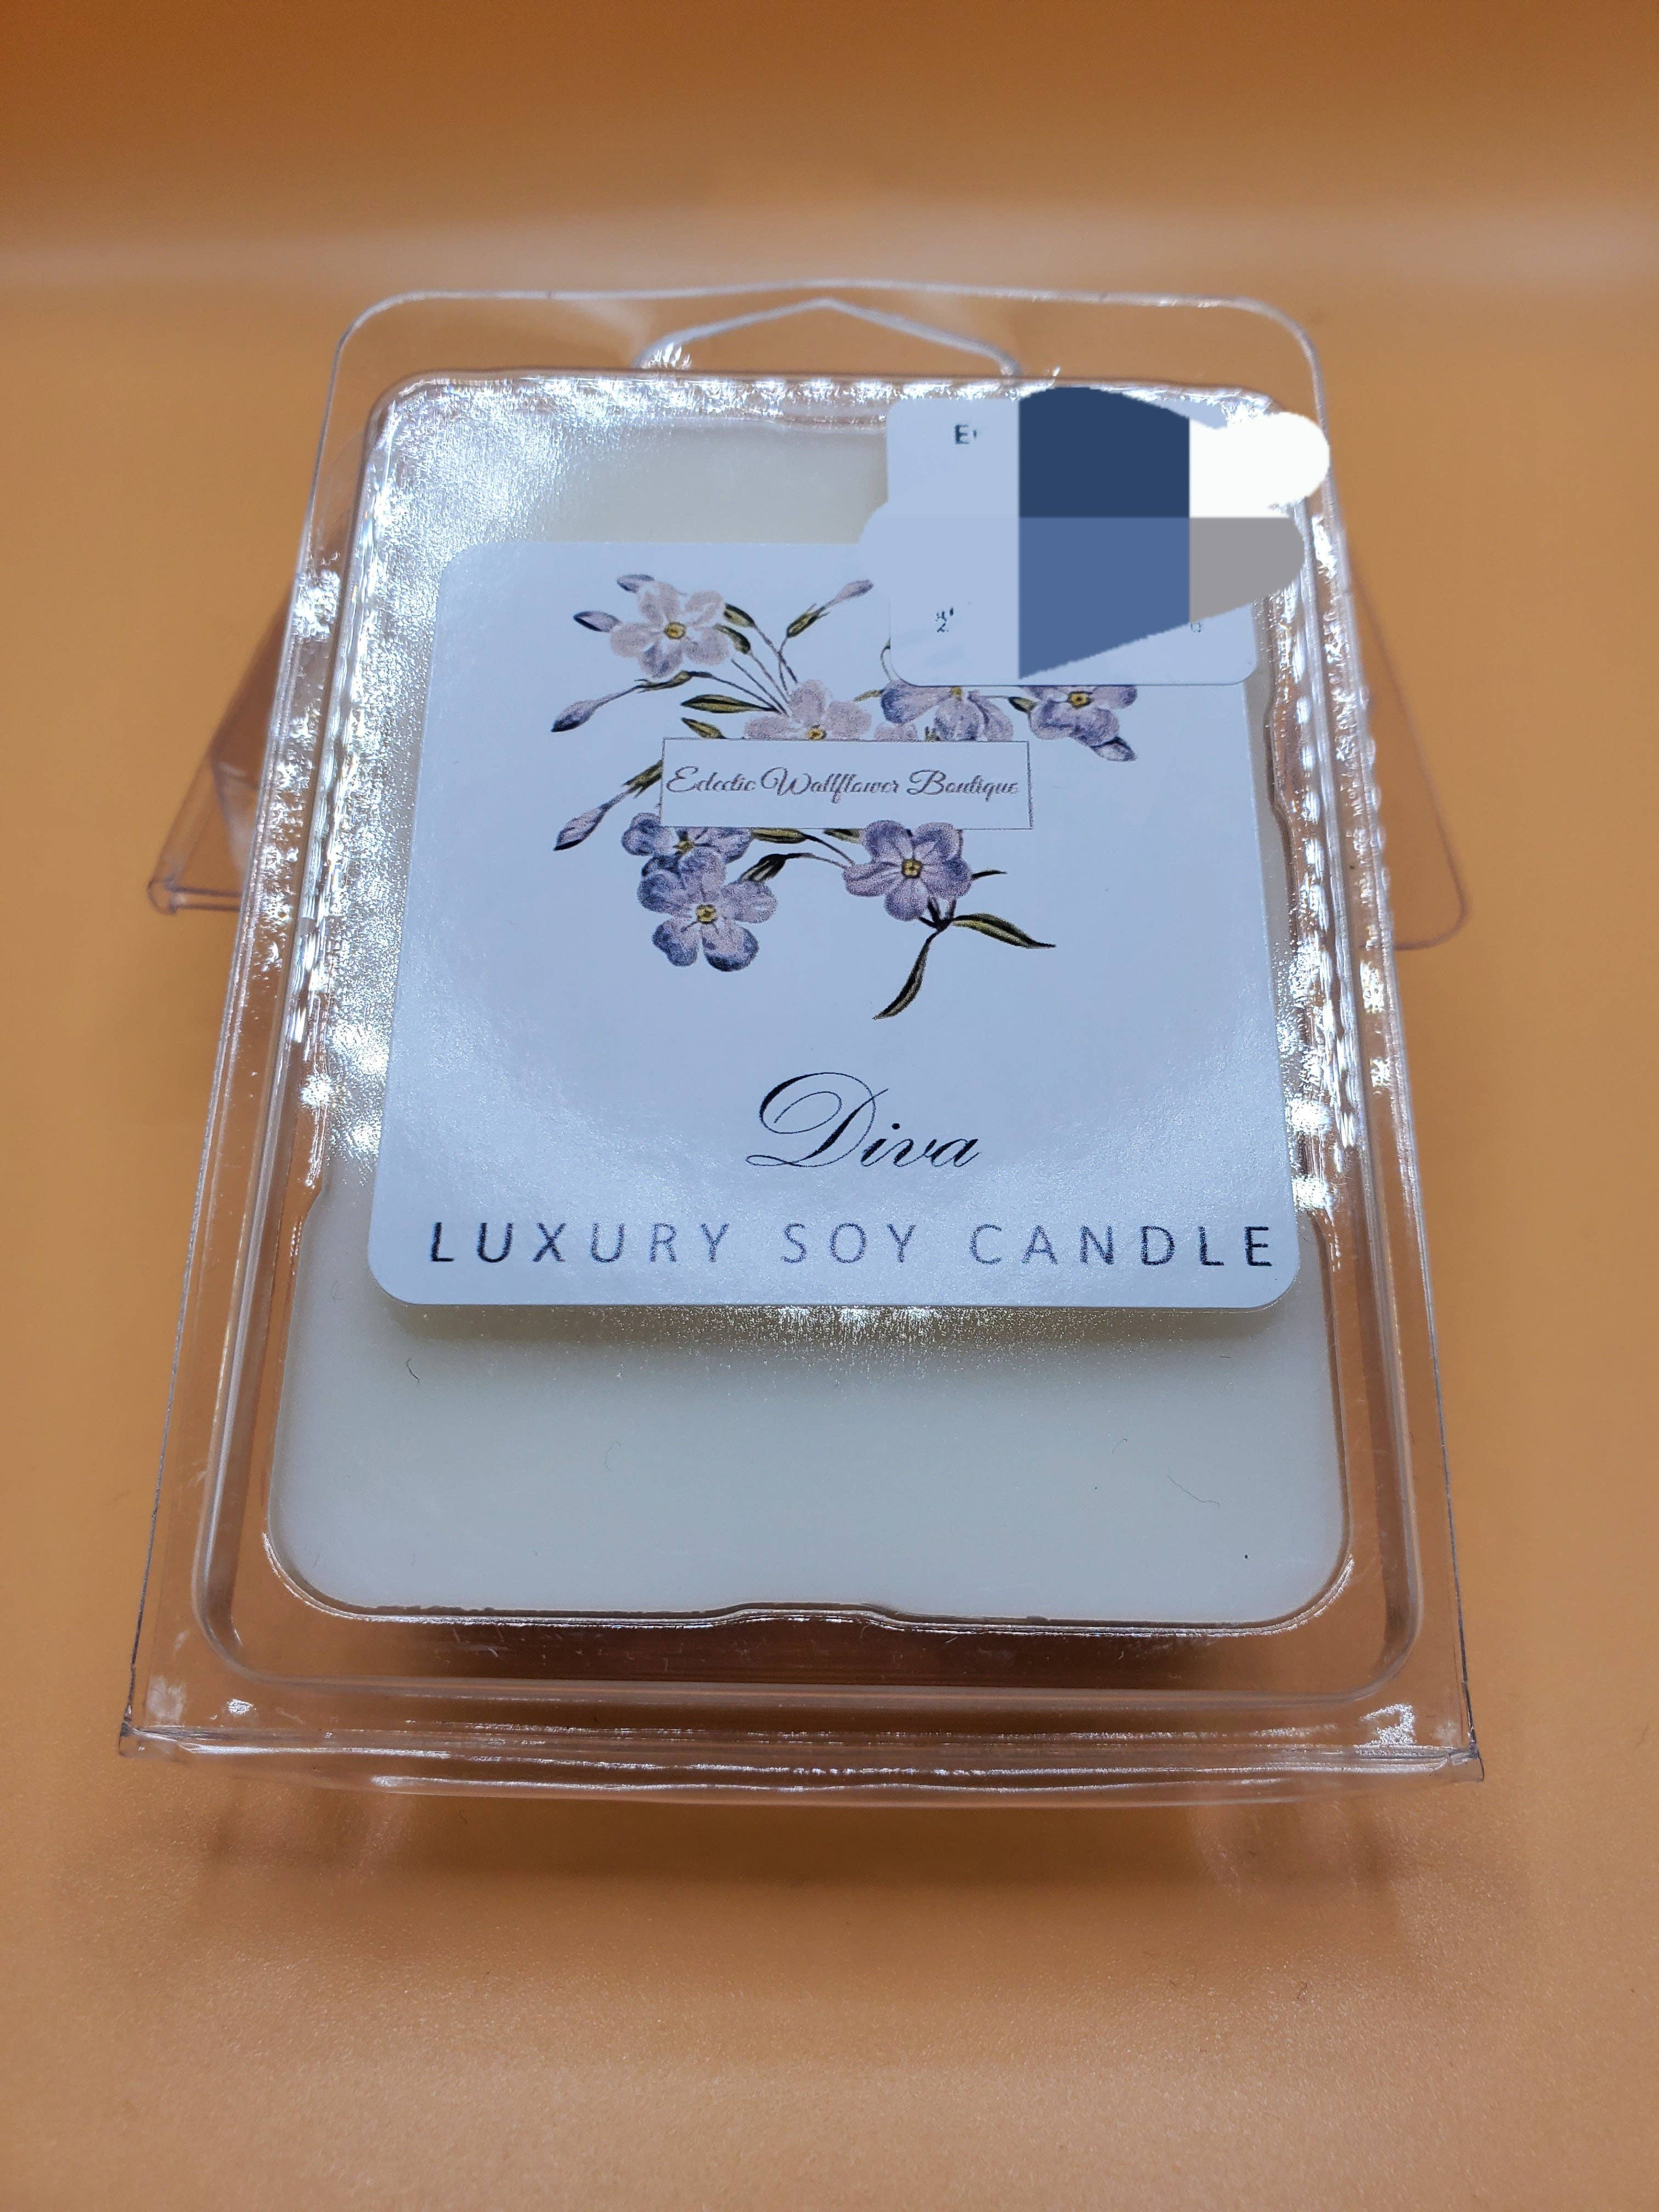 Eclectic Wallflower Boutique
Diva
LUXURY SOY CANDLE